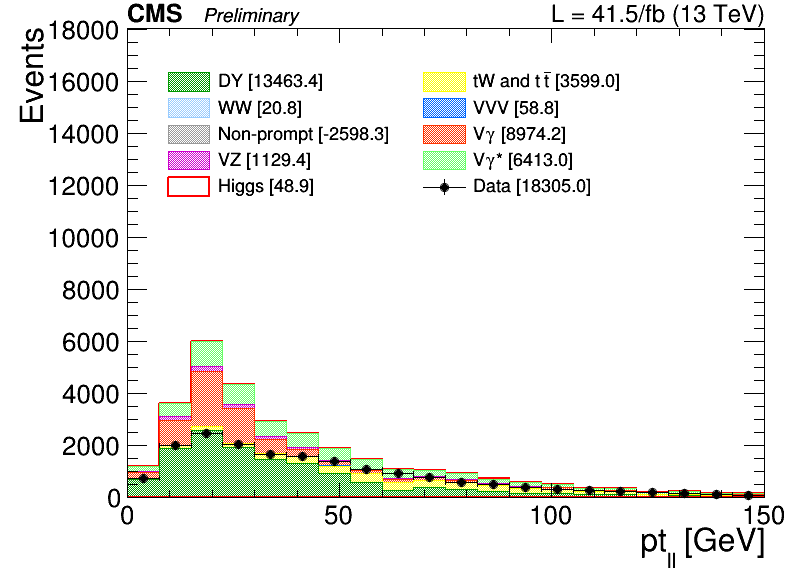 CMS Preliminary L = 41.5/fb (13 TeV)
Events
18000
16000
14000
12000
10000
8000
6000
4000
2000
0
DY [13463.4]
WW [20.8]
Non-prompt [-2598.3]
VZ [1129.4]
Higgs [48.9]
tW and tt̅ [3599.0]
VVV [58.8]
Vγ [8974.2]
Vγ* [6413.0]
Data [18305.0]
0 50 100 150
pt_ll [GeV]